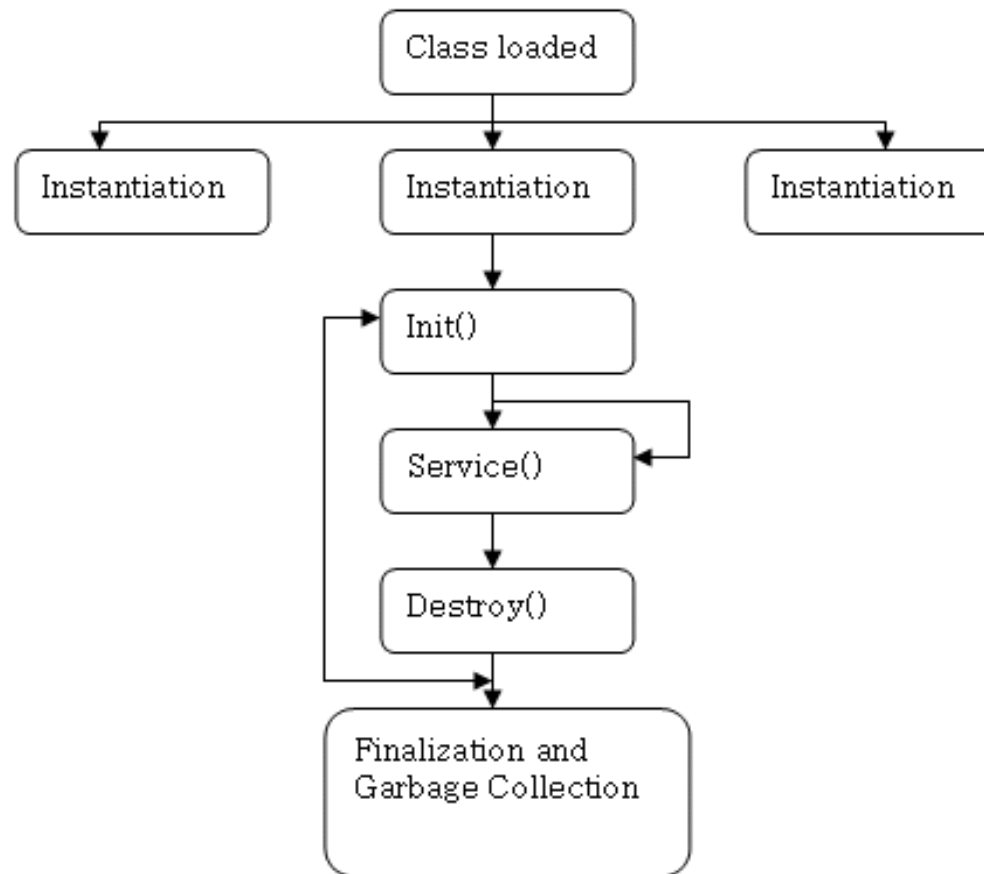 Class loaded
Instantiation
Instantiation
Instantiation
Init()
Service()
Destroy()
Finalization and
Garbage Collection